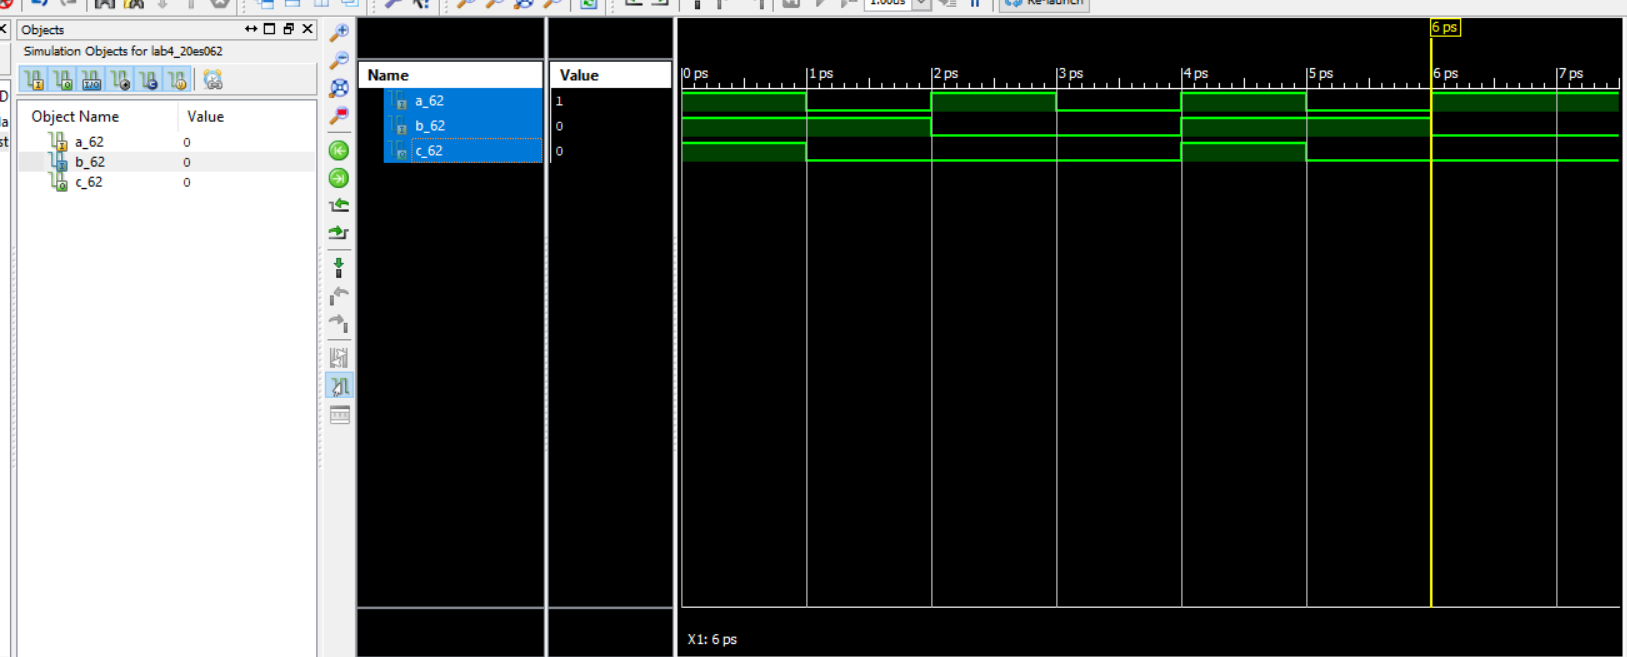 1.00us
Re-launch
Objects
Simulation Objects for lab4_20es062
Object Name Value
a_62 0
b_62 0
c_62 0
Name Value
a_62 1
b_62 0
c_62 0
6 ps
0 ps 1 ps 2 ps 3 ps 4 ps 5 ps 6 ps 7 ps
X1: 6 ps